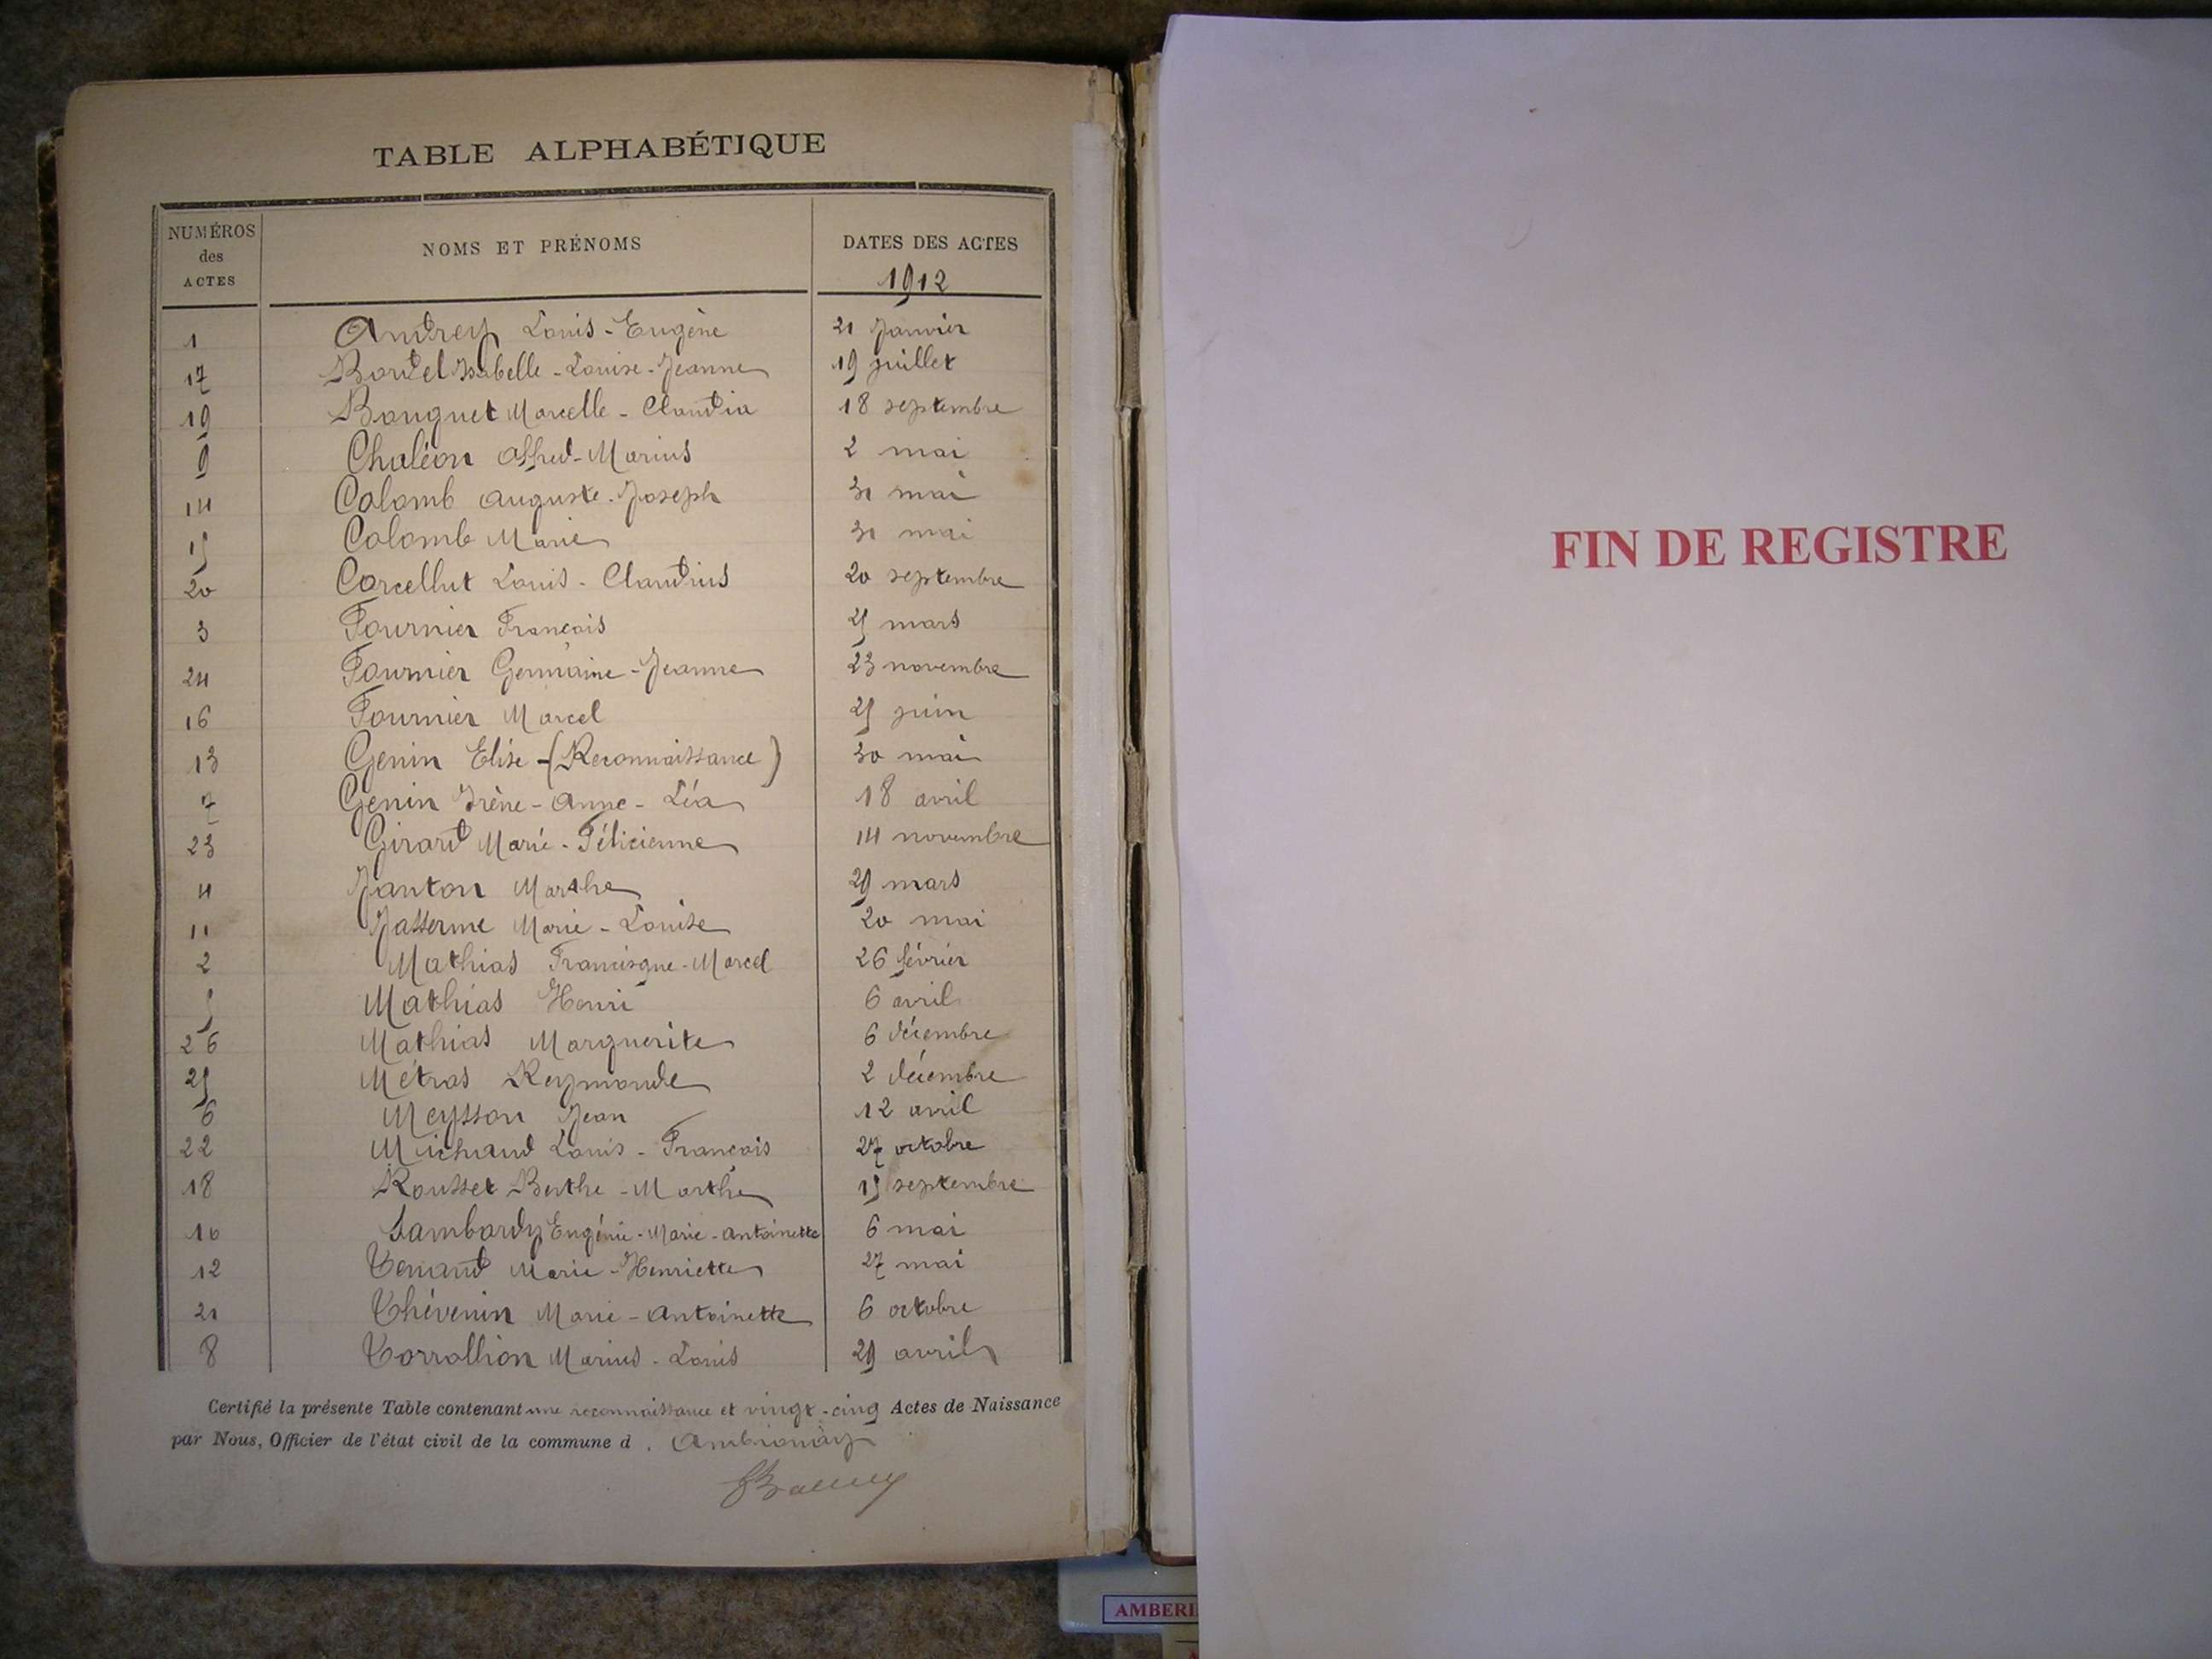 TABLE ALPHABÉTIQUE
NUMÉROS des ACTES NOMS ET PRÉNOMS DATES DES ACTES
1912
1 Andrey Louis - Eugène 21 Janvier
17 Bordel Isabelle - Louise - Jeanne 19 juillet
19 Bouquet Marcelle - Claudia 18 septembre
9 Chaléon Alfred - Marius 2 mai
14 Colomb Auguste - Joseph 31 mai
15 Colomb Marie 31 mai
20 Corcellut Louis - Claudius 20 septembre
3 Fournier François 25 mars
24 Fournier Germaine - Jeanne 23 novembre
16 Fournier Marcel 25 juin
13 Genin Elise - (Reconnaissance) 30 mai
7 Genin Irène - Anne - Léa 18 avril
23 Girard Marie - Félicienne 14 novembre
4 Janton Marthe 29 mars
11 Jasserme Marie - Louise 20 mai
2 Mathias Francisque - Marcel 26 février
5 Mathias Henri 6 avril
26 Mathias Marguerite 6 décembre
25 Métras Reymonde 2 décembre
6 Meysson Jean 12 avril
22 Michaud Louis - François 27 octobre
18 Rousset Berthe - Marthe 15 septembre
10 Sambardy Eugénie - Marie - Antoinette 6 mai
12 Tenand Marie - Henriette 27 mai
21 Thévenin Marie - Antoinette 6 octobre
8 Torrollion Marius - Louis 29 avril
Certifié la présente Table contenant une reconnaissance et vingt - cinq Actes de Naissance
par Nous, Officier de l'état civil de la commune d . Ambronay
FIN DE REGISTRE
AMBERI